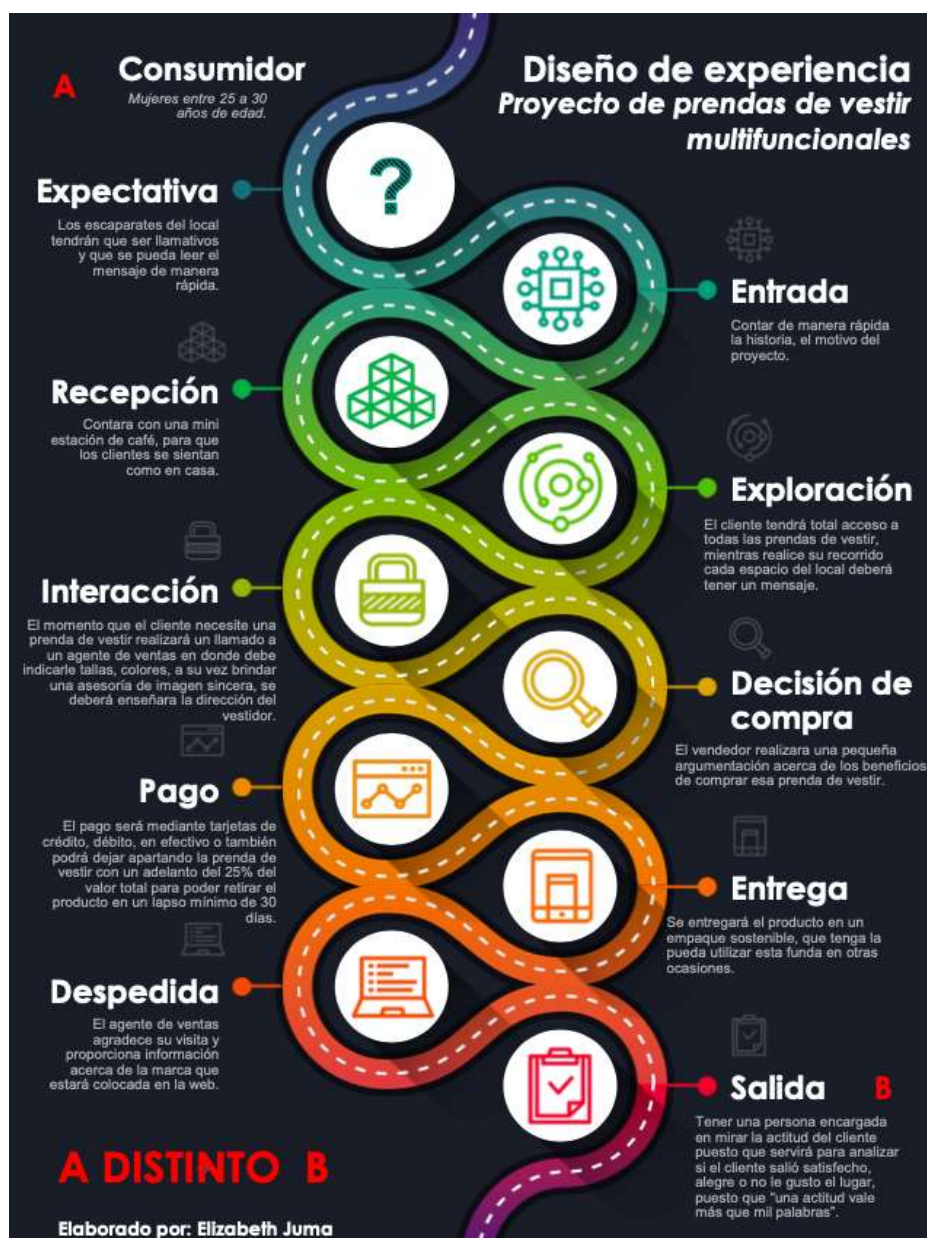 A
Consumidor
Mujeres entre 25 a 30
años de edad.
Diseño de experiencia
Proyecto de prendas de vestir
multifuncionales
?
Expectativa
Los escaparates del local
tendrán que ser llamativos
y que se pueda leer el
mensaje de manera
rápida.
Entrada
Contar de manera rápida
la historia, el motivo del
proyecto.
Recepción
Contara con una mini
estación de café, para que
los clientes se sientan
como en casa.
Exploración
El cliente tendrá total acceso a
todas las prendas de vestir,
mientras realice su recorrido
cada espacio del local deberá
tener un mensaje.
Interacción
El momento que el cliente necesite una
prenda de vestir realizará un llamado a
un agente de ventas en donde debe
indicarle tallas, colores, a su vez brindar
una asesoría de imagen sincera, se
deberá enseñara la dirección del
vestidor.
Decisión de
compra
El vendedor realizara una pequeña
argumentación acerca de los beneficios
de comprar esa prenda de vestir.
Pago
El pago será mediante tarjetas de
crédito, débito, en efectivo o también
podrá dejar apartando la prenda de
vestir con un adelanto del 25% del
valor total para poder retirar el
producto en un lapso mínimo de 30
días.
Entrega
Se entregará el producto en un
empaque sostenible, que tenga la
pueda utilizar esta funda en otras
ocasiones.
Despedida
El agente de ventas
agradece su visita y
proporciona información
acerca de la marca que
estará colocada en la web.
Salida B
Tener una persona encargada
en mirar la actitud del cliente
puesto que servirá para analizar
si el cliente salió satisfecho,
alegre o no le gusto el lugar,
puesto que "una actitud vale
más que mil palabras".
A DISTINTO B
Elaborado por: Elizabeth Juma